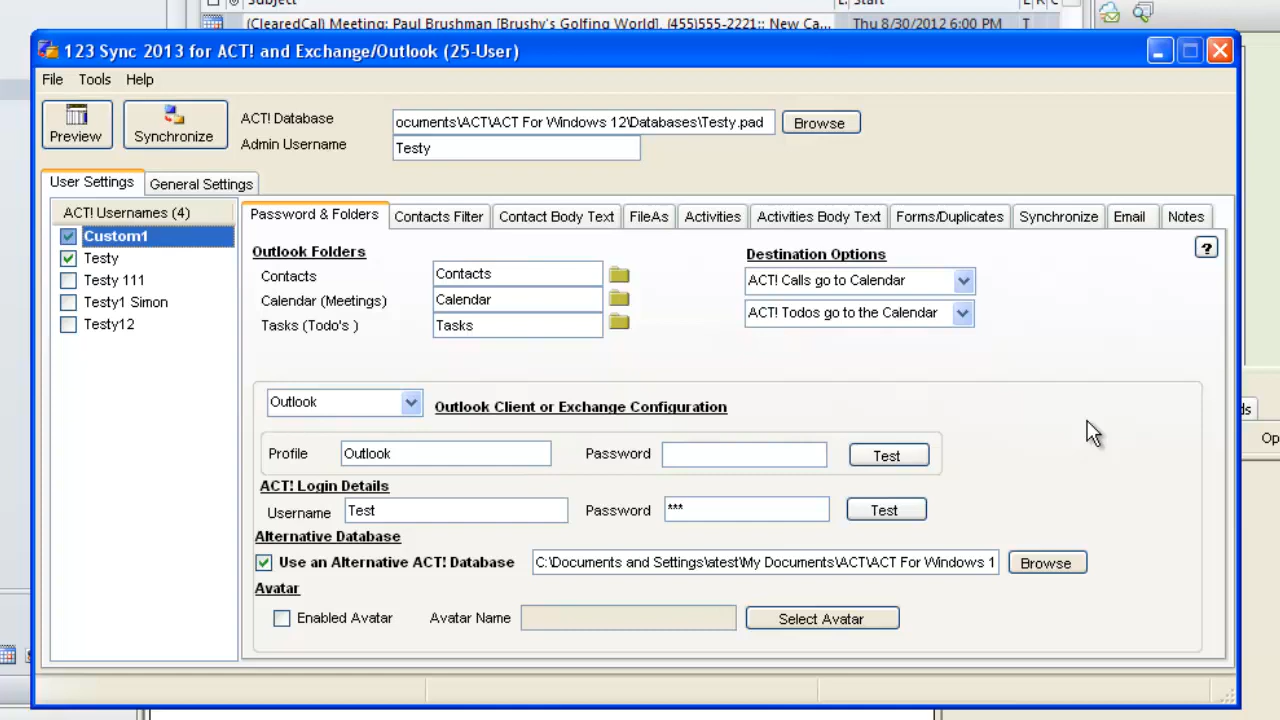 Subject
Start
(ClearedCal) Meeting: Paul Brushman [Brushy's Golfing World], (455)555-2221:: New Ca... Thu 8/30/2012 6:00 PM T
123 Sync 2013 for ACT! and Exchange/Outlook (25-User)
File Tools Help
Preview
Synchronize
ACT! Database
ocuments\ACT\ACT For Windows 12\Databases\Testy.pad
Browse
Admin Username
Testy
User Settings
General Settings
ACT! Usernames (4)
Custom1
Testy
Testy 111
Testy1 Simon
Testy12
Password & Folders
Contacts Filter
Contact Body Text
FileAs
Activities
Activities Body Text
Forms/Duplicates
Synchronize
Email
Notes
?
Outlook Folders
Contacts
Contacts
Calendar (Meetings)
Calendar
Tasks (Todo's )
Tasks
Destination Options
ACT! Calls go to Calendar
ACT! Todos go to the Calendar
Outlook
Outlook Client or Exchange Configuration
Profile
Outlook
Password
Test
ACT! Login Details
Username
Test
Password
***
Test
Alternative Database
Use an Alternative ACT! Database
C:\Documents and Settings\atest\My Documents\ACT\ACT For Windows 1
Browse
Avatar
Enabled Avatar
Avatar Name
Select Avatar
ds
Op